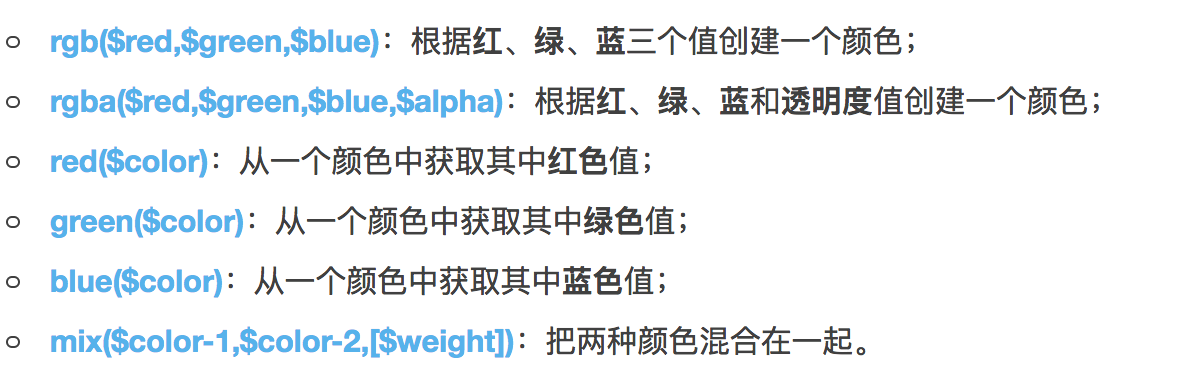 rgb($red,$green,$blue)：根据红、绿、蓝三个值创建一个颜色；
rgba($red,$green,$blue,$alpha)：根据红、绿、蓝和透明度值创建一个颜色；
red($color)：从一个颜色中获取其中红色值；
green($color)：从一个颜色中获取其中绿色值；
blue($color)：从一个颜色中获取其中蓝色值；
mix($color-1,$color-2,[$weight])：把两种颜色混合在一起。